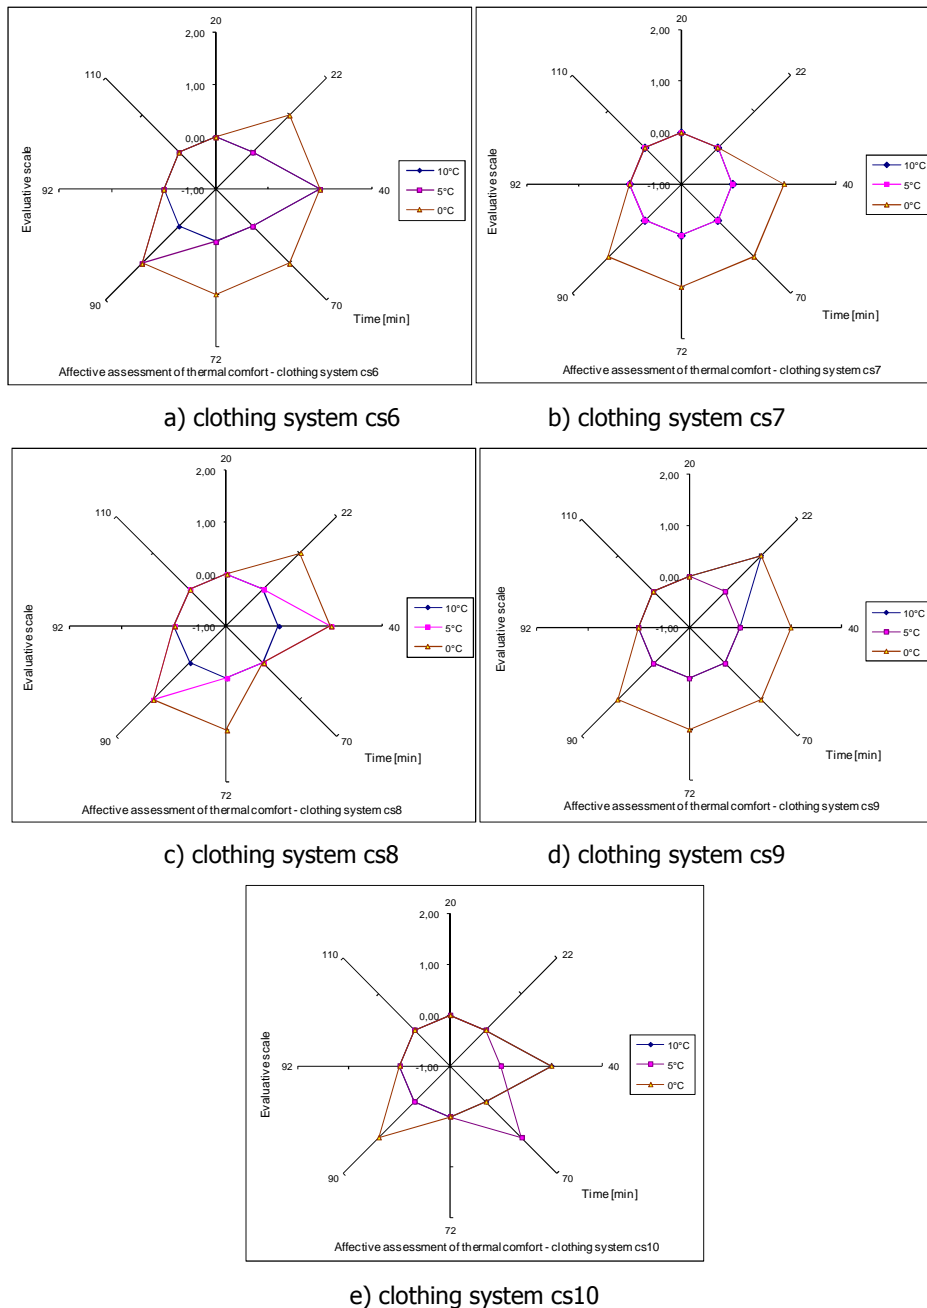 20
2,00
110
22
1,00
0,00
10°C
5°C
0°C
92
-1,00
40
Evaluative scale
90
70
Time [min]
72
Affective assessment of thermal comfort - clothing system cs6
20
2,00
110
22
1,00
0,00
10°C
5°C
0°C
92
-1,00
40
Evaluative scale
90
70
Time [min]
72
Affective assessment of thermal comfort - clothing system cs7
a) clothing system cs6
b) clothing system cs7
20
2,00
110
22
1,00
0,00
10°C
5°C
0°C
92
-1,00
40
Evaluative scale
90
70
Time [min]
72
Affective assessment of thermal comfort - clothing system cs8
20
2,00
110
22
1,00
0,00
10°C
5°C
0°C
92
-1,00
40
Evaluative scale
90
70
Time [min]
72
Affective assessment of thermal comfort - clothing system cs9
c) clothing system cs8
d) clothing system cs9
20
2,00
110
22
1,00
0,00
10°C
5°C
0°C
92
-1,00
40
Evaluative scale
90
70
Time [min]
72
Affective assessment of thermal comfort - clothing system cs10
e) clothing system cs10